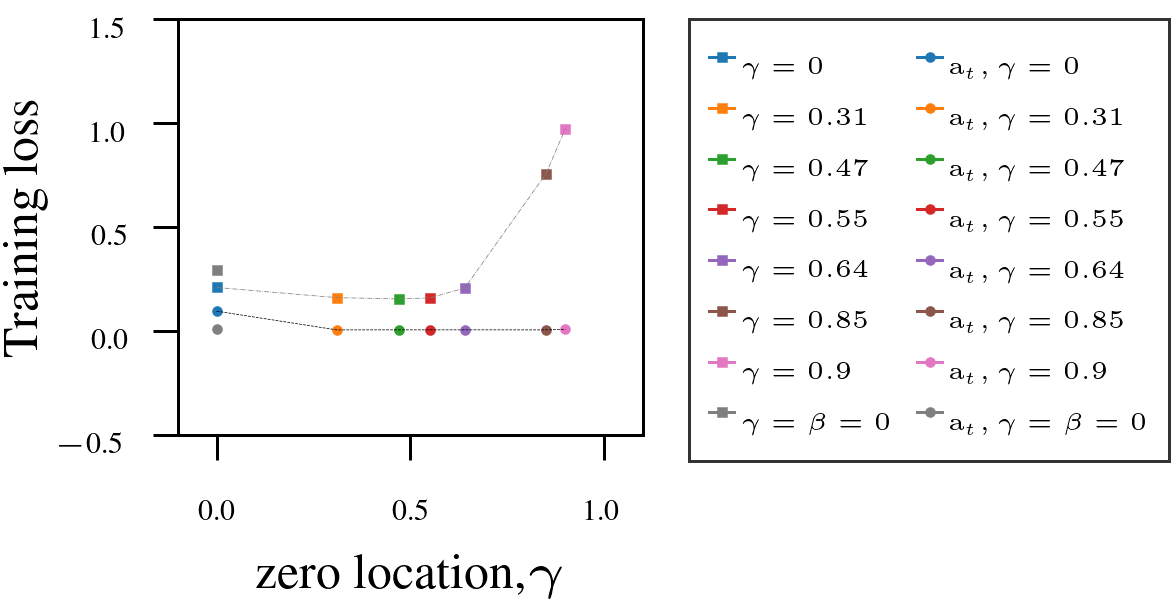 1.5
1.0
0.5
0.0
−0.5
Training loss
0.0 0.5 1.0
zero location, γ
γ = 0 a_t, γ = 0
γ = 0.31 a_t, γ = 0.31
γ = 0.47 a_t, γ = 0.47
γ = 0.55 a_t, γ = 0.55
γ = 0.64 a_t, γ = 0.64
γ = 0.85 a_t, γ = 0.85
γ = 0.9 a_t, γ = 0.9
γ = β = 0 a_t, γ = β = 0